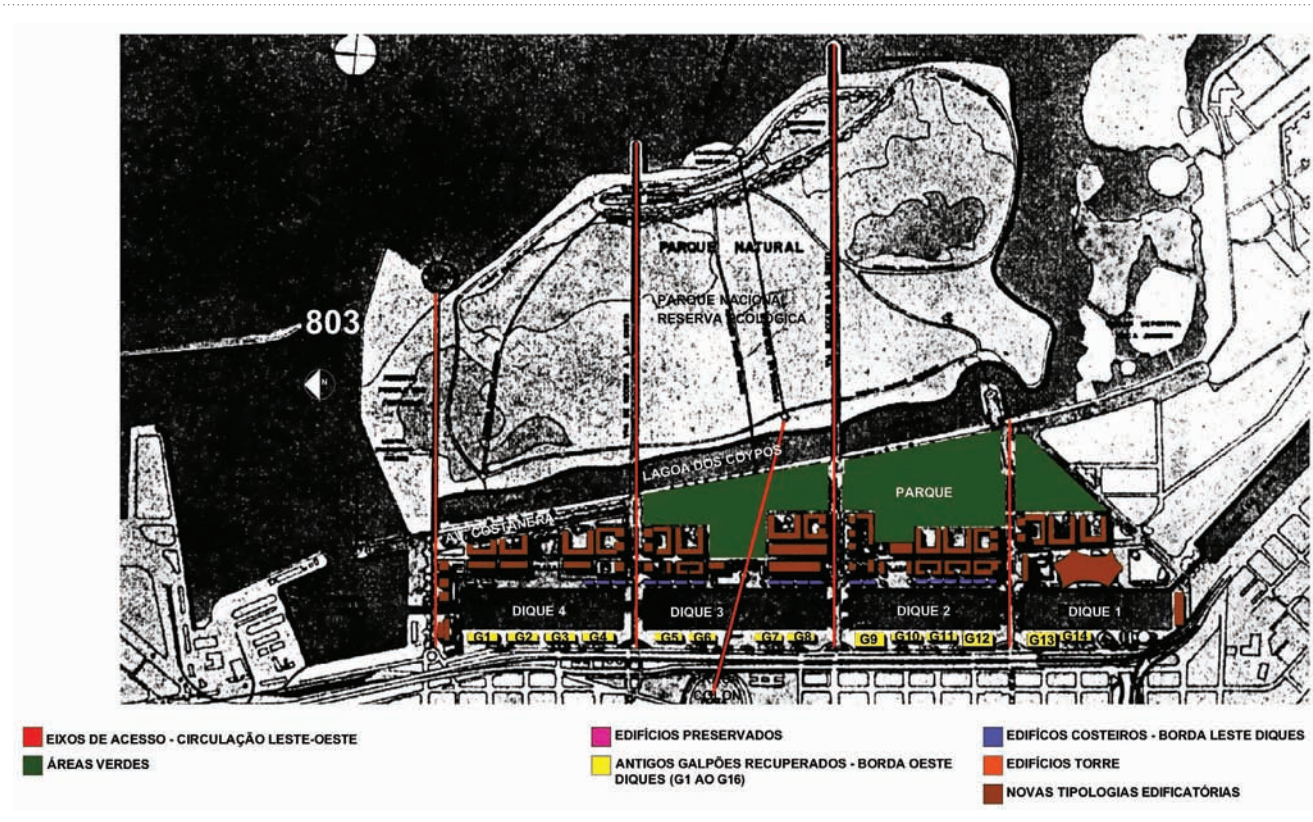 PARQUE NATURAL
PARQUE NACIONAL
RESERVA ECOLÓGICA
803
N
LAGOA DOS COYPOS
AV. COSTANERA
PARQUE
DIQUE 4
DIQUE 3
DIQUE 2
DIQUE 1
G1 G2 G3 G4 G5 G6 G7 G8 G9 G10 G11 G12 G13 G14
COLON
EIXOS DE ACESSO - CIRCULAÇÃO LESTE-OESTE
ÁREAS VERDES
EDIFÍCIOS PRESERVADOS
ANTIGOS GALPÕES RECUPERADOS - BORDA OESTE
DIQUES (G1 AO G16)
EDIFÍCOS COSTEIROS - BORDA LESTE DIQUES
EDIFÍCIOS TORRE
NOVAS TIPOLOGIAS EDIFICATÓRIAS